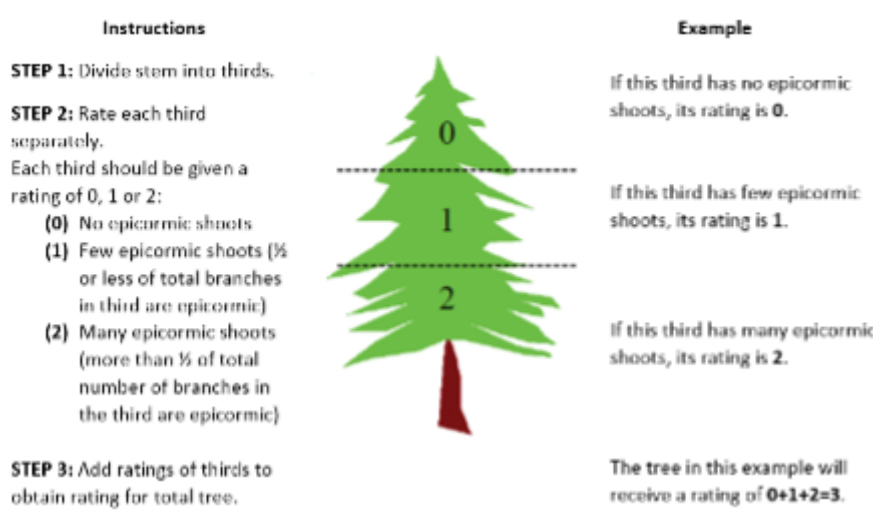 Instructions
STEP 1: Divide stem into thirds.
STEP 2: Rate each third
separately.
Each third should be given a
rating of 0, 1 or 2:
(0) No epicormic shoots
(1) Few epicormic shoots (½
or less of total branches
in third are epicormic)
(2) Many epicormic shoots
(more than ½ of total
number of branches in
the third are epicormic)
STEP 3: Add ratings of thirds to
obtain rating for total tree.
0
1
2
Example
If this third has no epicormic
shoots, its rating is 0.
If this third has few epicormic
shoots, its rating is 1.
If this third has many epicormic
shoots, its rating is 2.
The tree in this example will
receive a rating of 0+1+2=3.